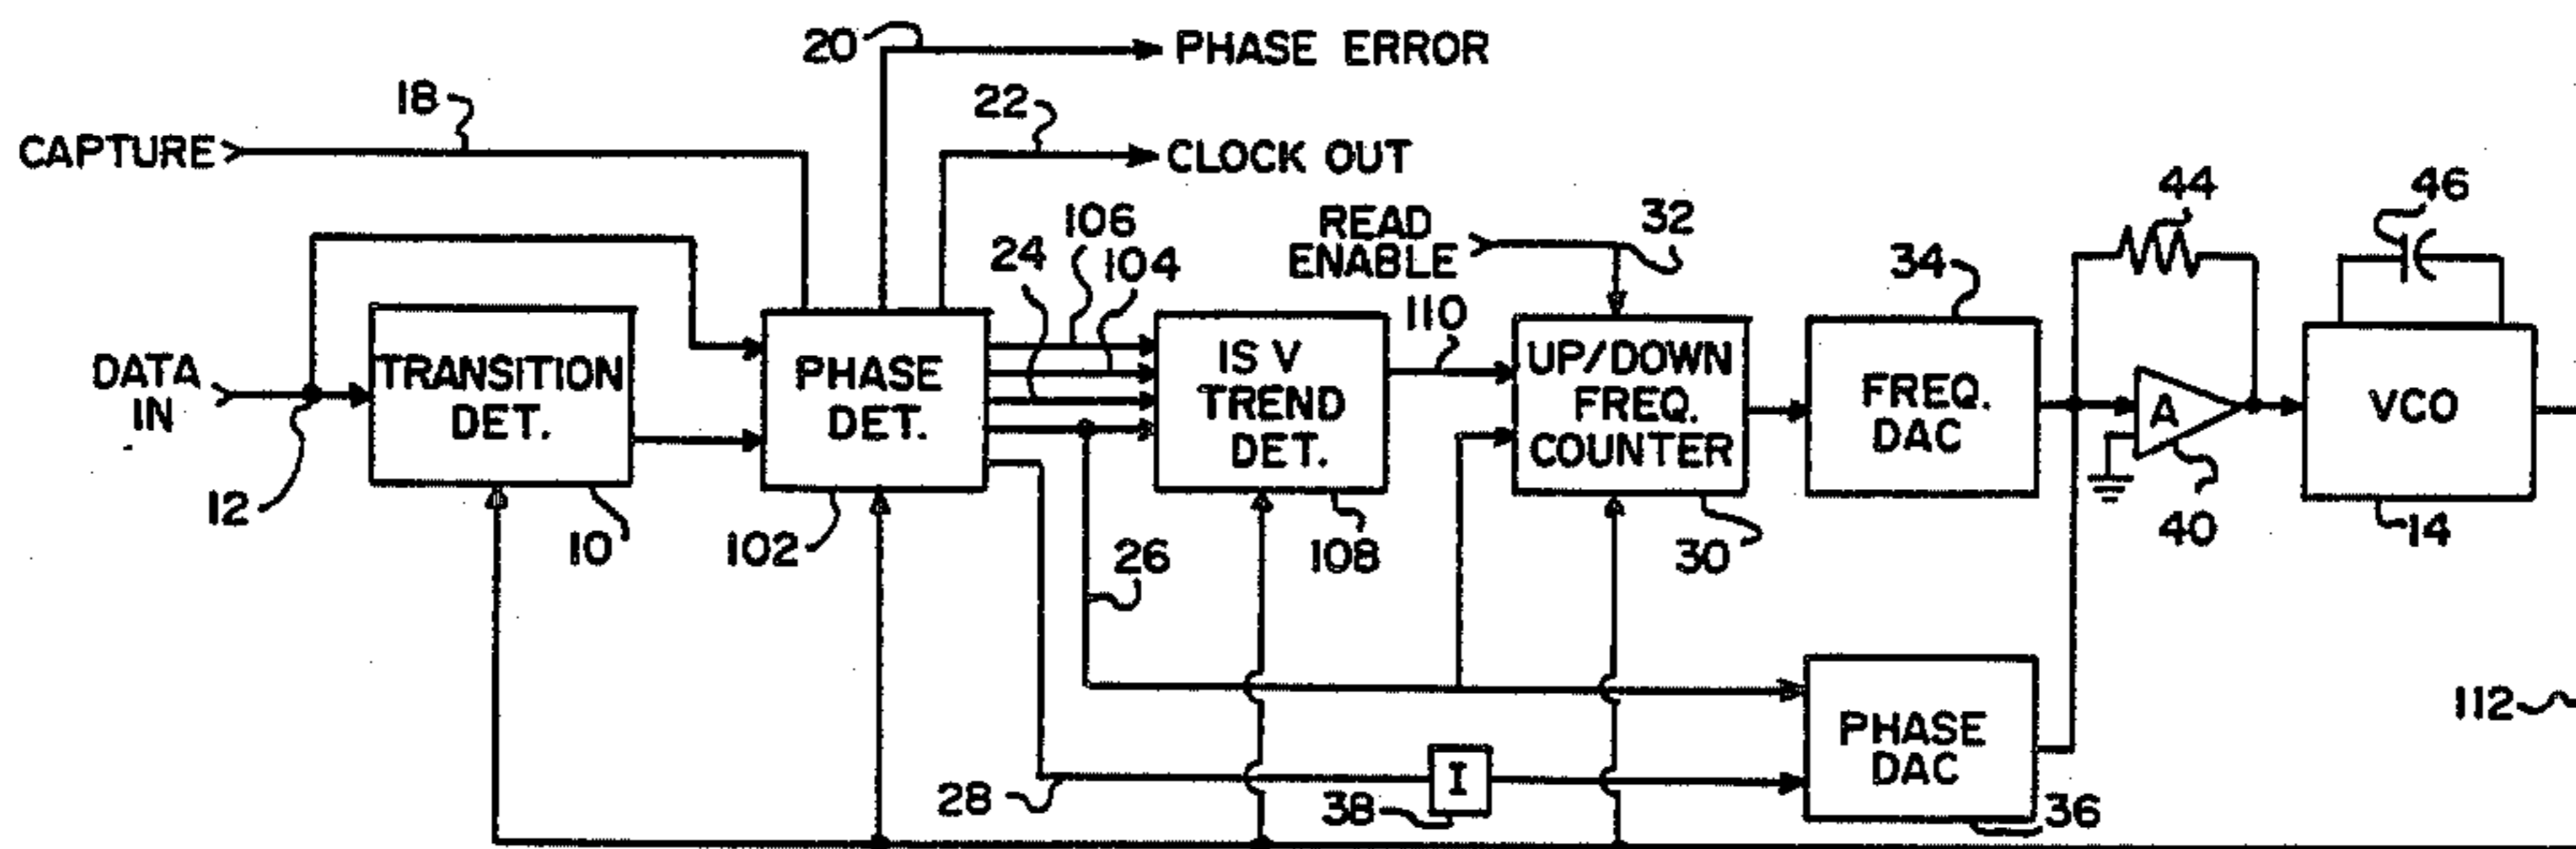 20
PHASE ERROR
18
22
CAPTURE
CLOCK OUT
106
24
104
READ
ENABLE
32
110
34
44
46
DATA
IN
12
TRANSITION
DET.
10
PHASE
DET.
102
IS V
TREND
DET.
108
UP/DOWN
FREQ.
COUNTER
30
FREQ.
DAC
A
40
VCO
14
26
28
I
38
PHASE
DAC
36
112